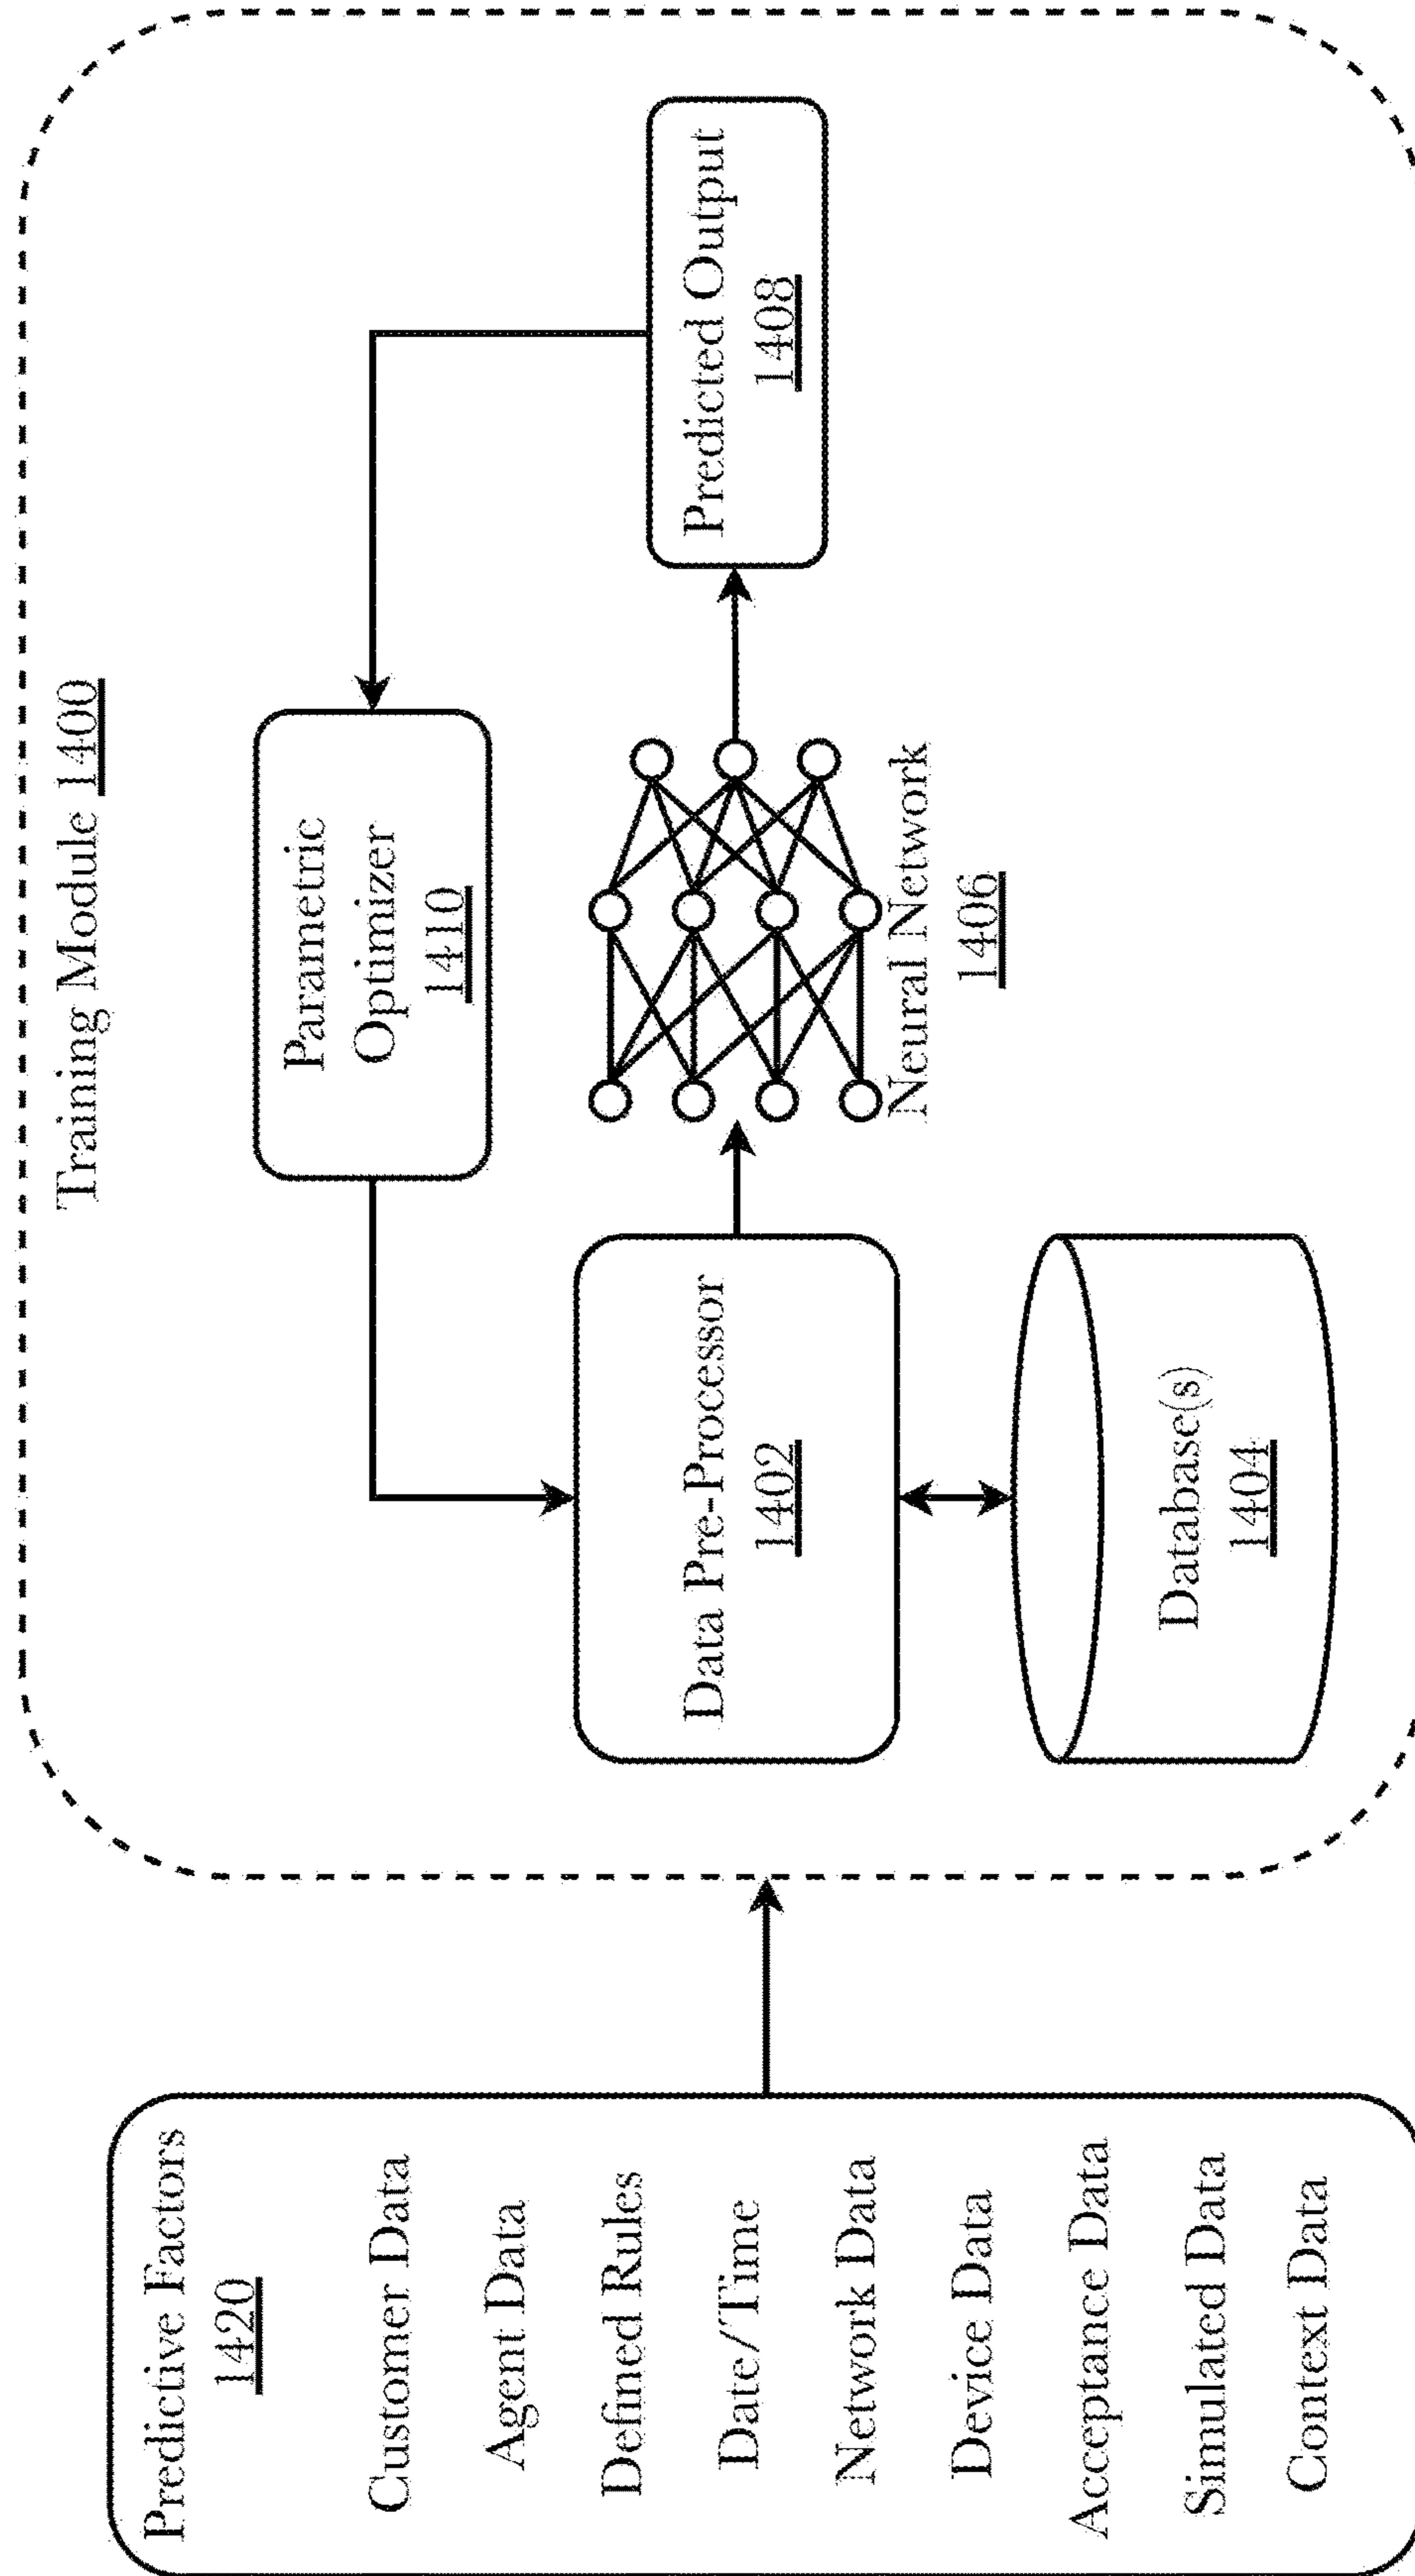 Predictive Factors
1420
Customer Data
Agent Data
Defined Rules
Date/Time
Network Data
Device Data
Acceptance Data
Simulated Data
Context Data
Training Module 1400
Parametric
Optimizer
1410
Data Pre-Processor
1402
Neural Network
1406
Predicted Output
1408
Database(s)
1404